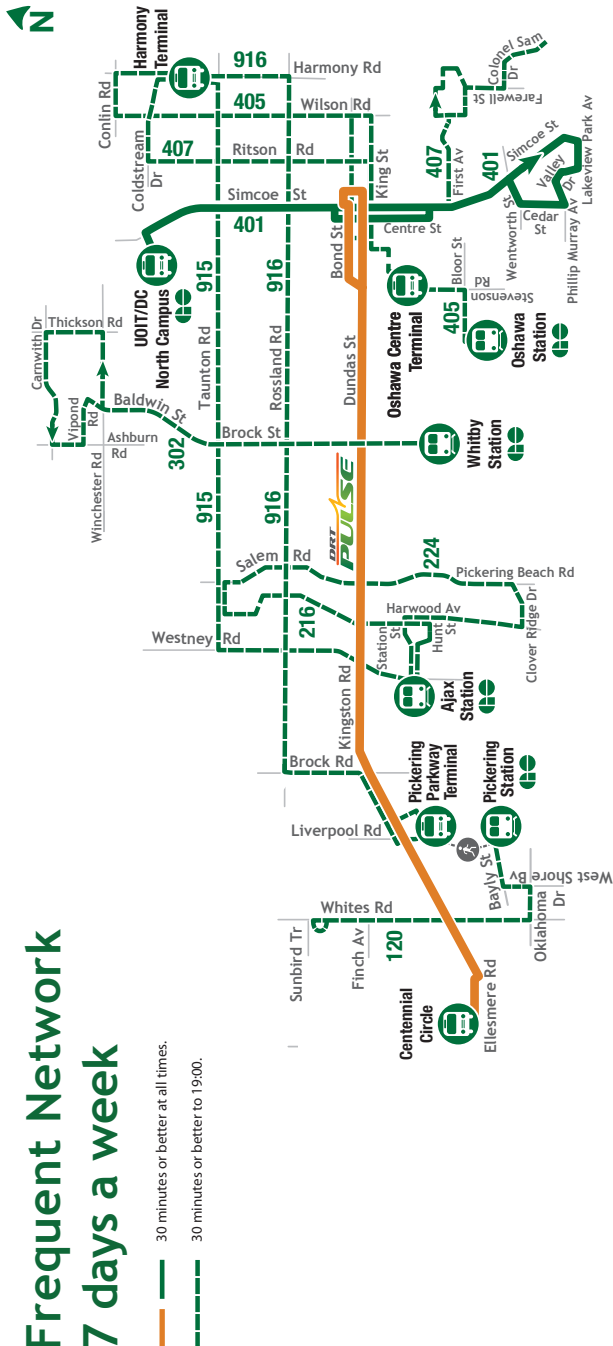 Frequent Network
7 days a week
30 minutes or better at all times.
30 minutes or better to 19:00.
N
Harmony
Terminal
916
Harmony Rd
Conlin Rd
405
Wilson Rd
Coldstream
Dr
407
Ritson Rd
Simcoe St
401
King St
Bond St
Centre St
UOIT/DC
North Campus
915
Taunton Rd
916
Rossland Rd
Dundas St
Oshawa Centre
Terminal
Colonel Sam
Dr
Farewell St
407
First Av
401
Simcoe St
Valley
Dr
Lakeview Park Av
Wentworth St
Cedar
St
Phillip Murray Av
Bloor St
Stevenson
Rd
405
Oshawa
Station
Carnwith Dr
Thickson Rd
Vipond
Rd
Baldwin St
Ashburn
Rd
Winchester Rd
302
Brock St
Whitby
Station
915
916
DRT
PULSE
Salem Rd
224
Pickering Beach Rd
216
Harwood Av
Station
St
Hunt
St
Clover Ridge Dr
Westney Rd
Ajax
Station
Kingston Rd
Brock Rd
Liverpool Rd
Pickering
Parkway
Terminal
Pickering
Station
Bayly St
West Shore Bv
Whites Rd
Sunbird Tr
Finch Av
120
Oklahoma
Dr
Centennial
Circle
Ellesmere Rd